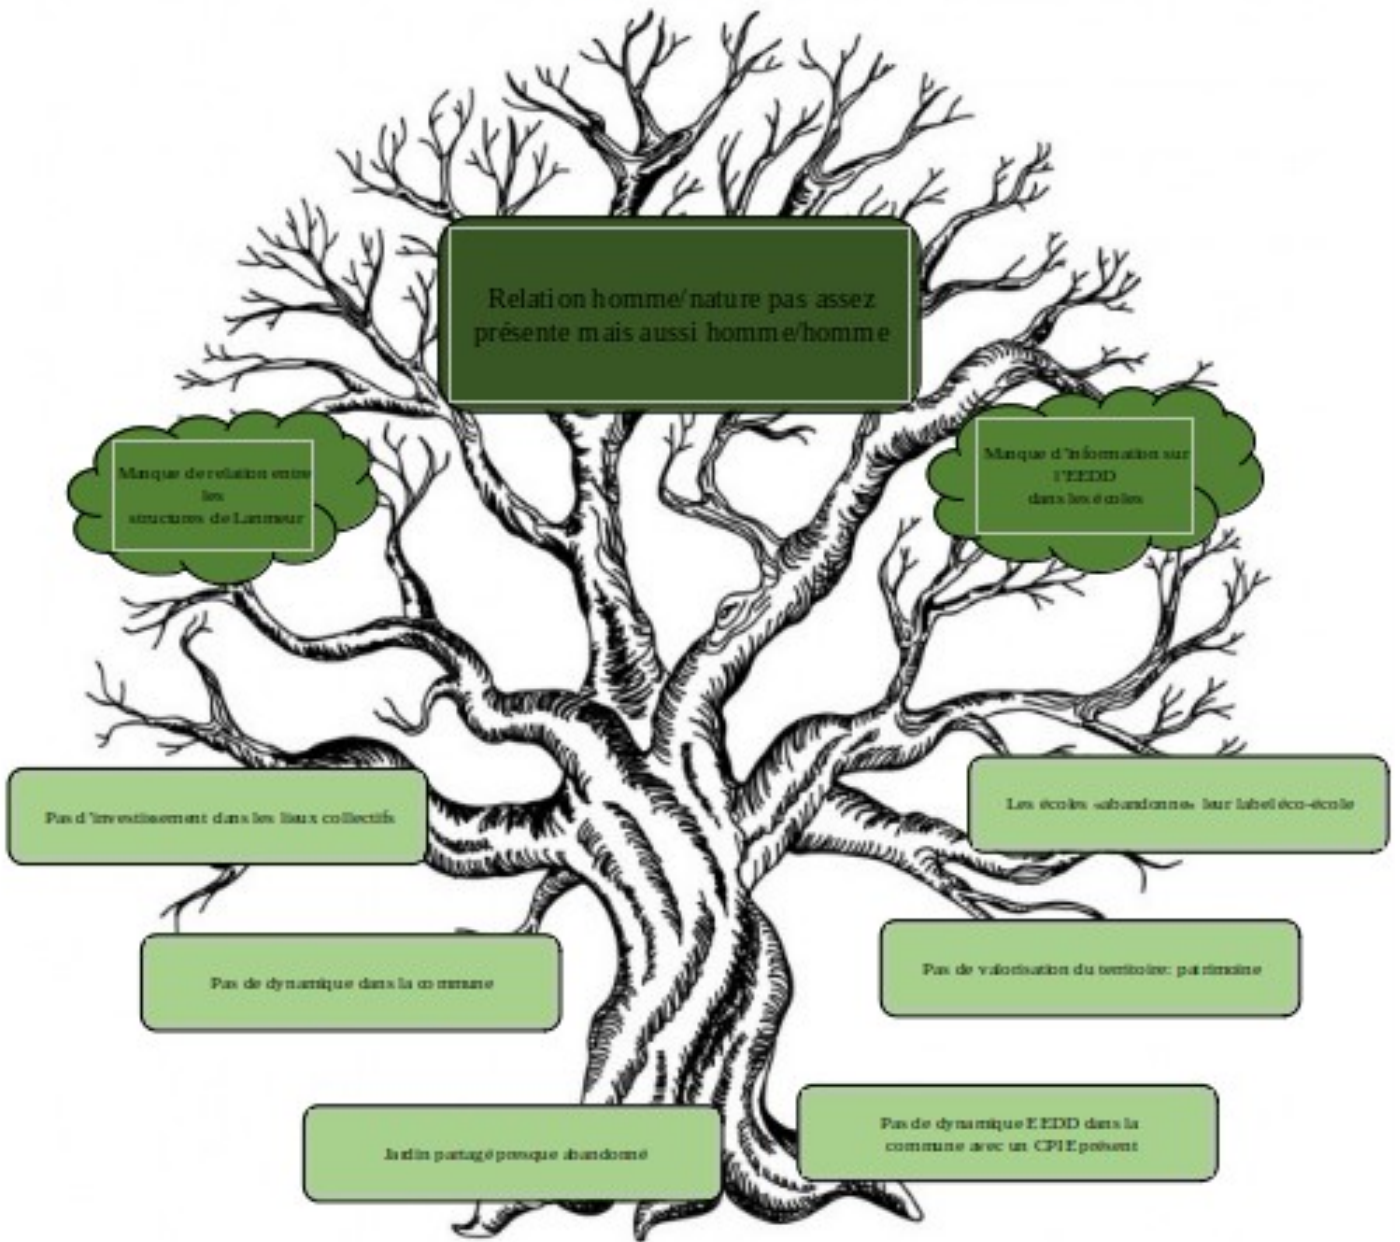 Relation homme/nature pas assez
présente mais aussi homme/homme
Manque de relation entre
les
structures de Lanmeur
Manque d'information sur
l'EEDD
dans les écoles
Pas d'investissement dans les lieux collectifs
Les écoles «abandonne» leur label éco-école
Pas de dynamique dans la commune
Pas de valorisation du territoire: patrimoine
Jardin partagé presque abandonné
Pas de dynamique EEDD dans la
commune avec un CPIE présent